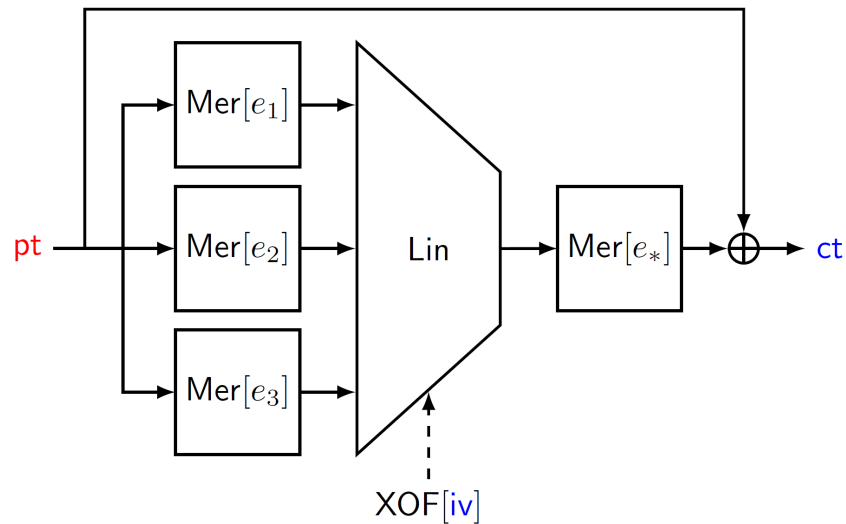 Mer[e₁]
pt
Mer[e₂]
Lin
Mer[e∗]
ct
Mer[e₃]
XOF[iv]